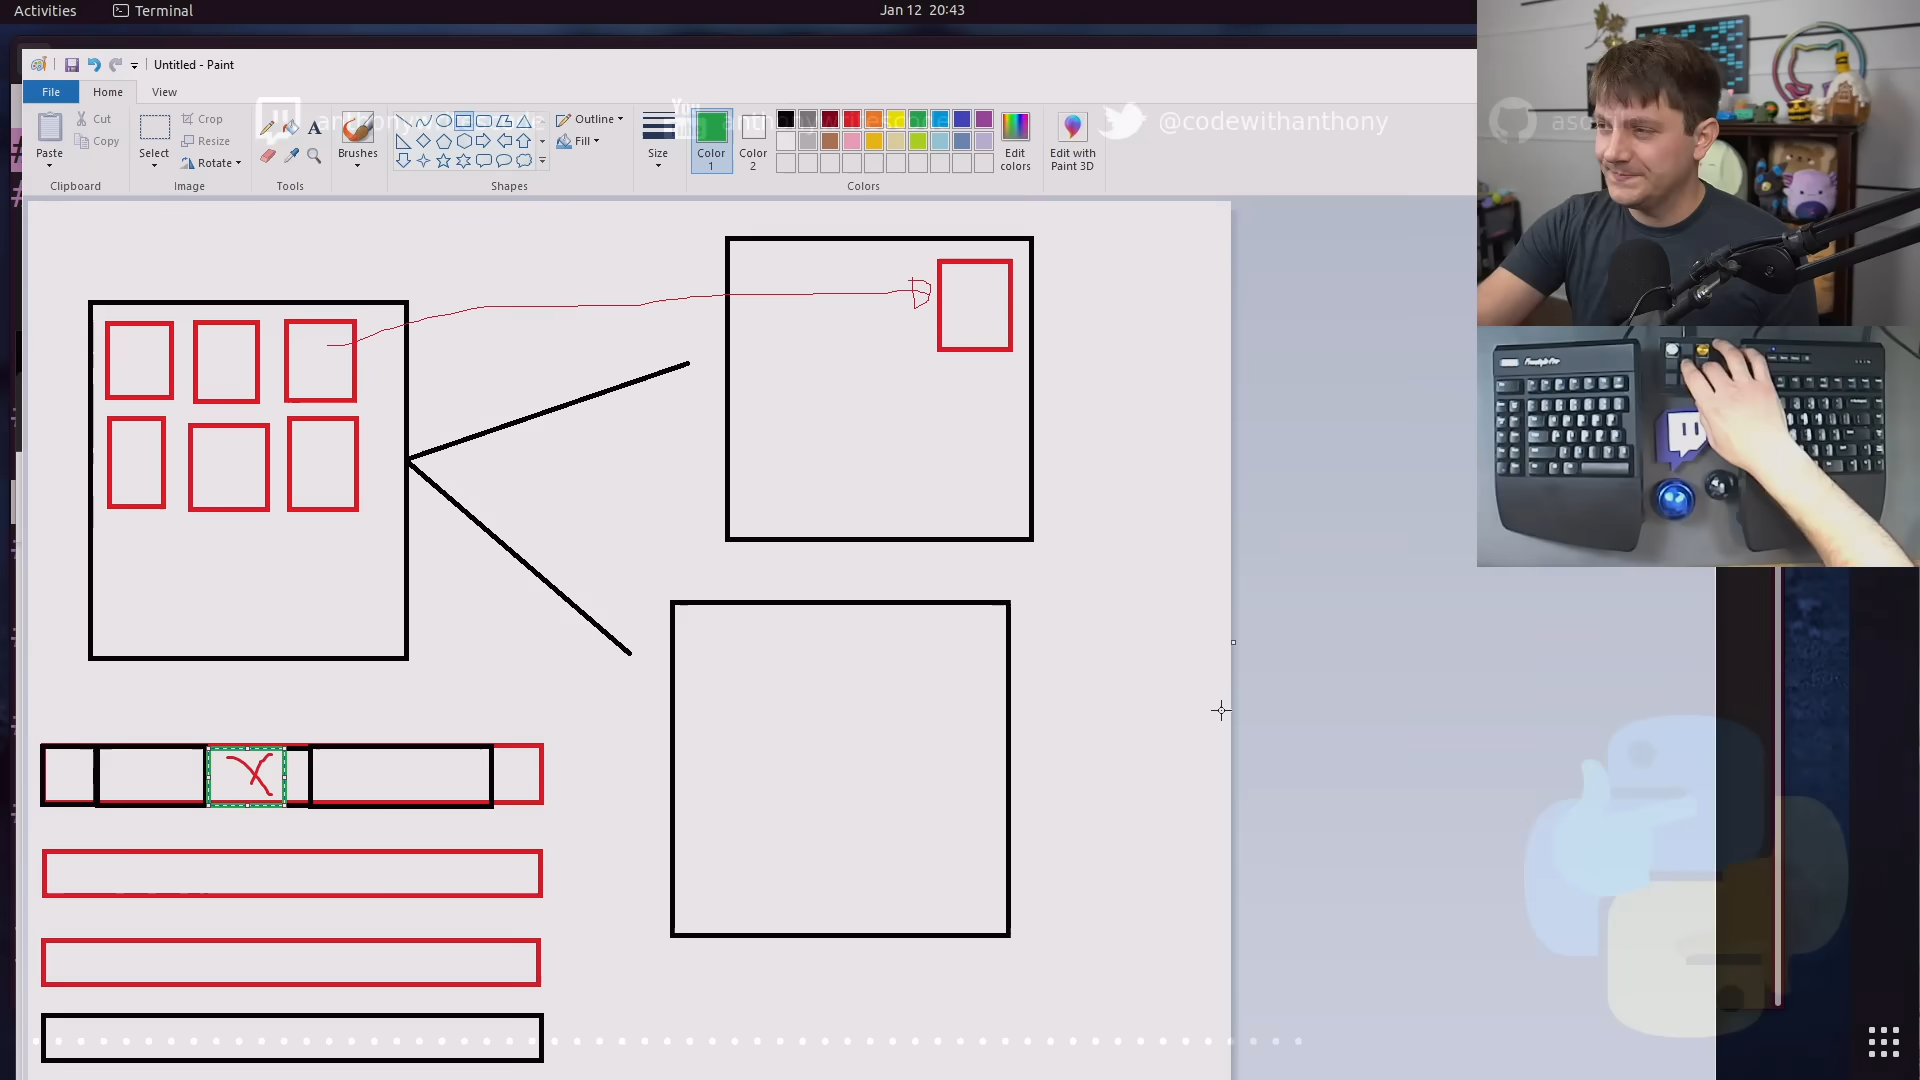 Activities
Terminal
Jan 12 20:43
Untitled - Paint
File
Home
View
Paste
Cut
Copy
Clipboard
Select
Crop
Resize
Rotate
Image
A
Tools
Brushes
Outline
Fill
Shapes
Size
Color 1
Color 2
Colors
Edit colors
Edit with Paint 3D
@codewithanthony
X